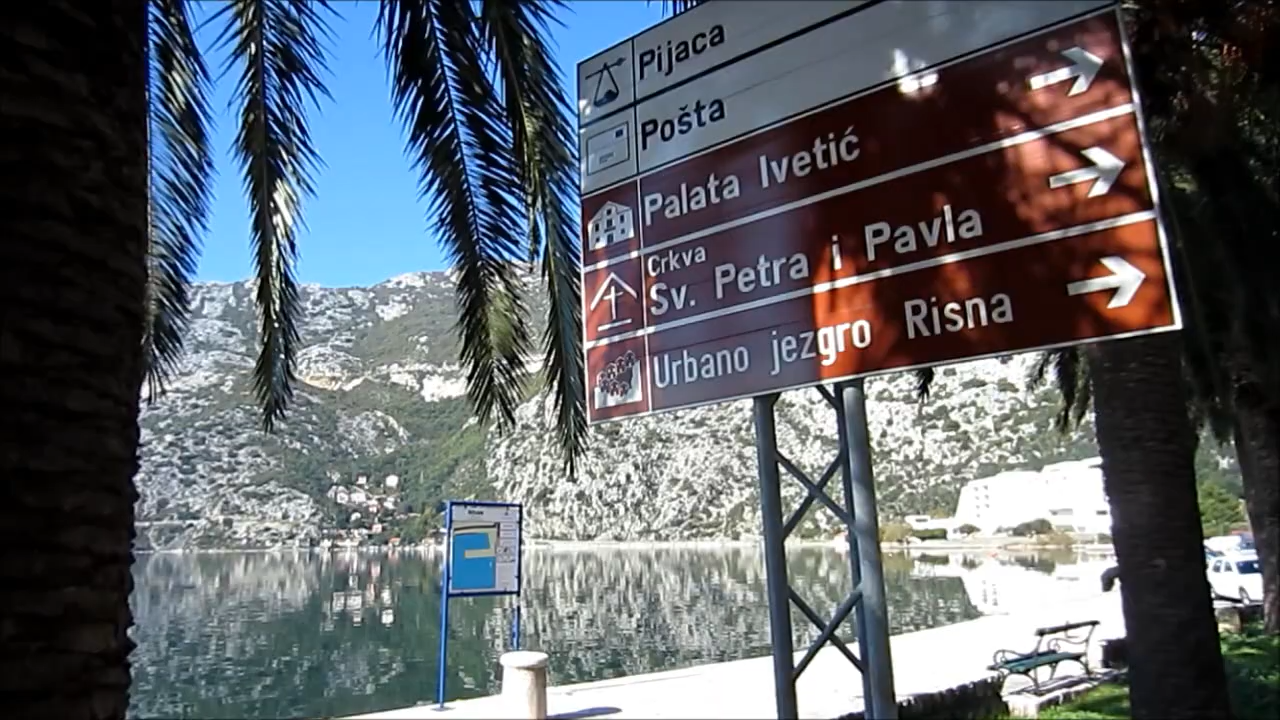 Pijaca
Pošta
Palata Ivetić
Crkva
Sv. Petra i Pavla
Urbano jezgro Risna